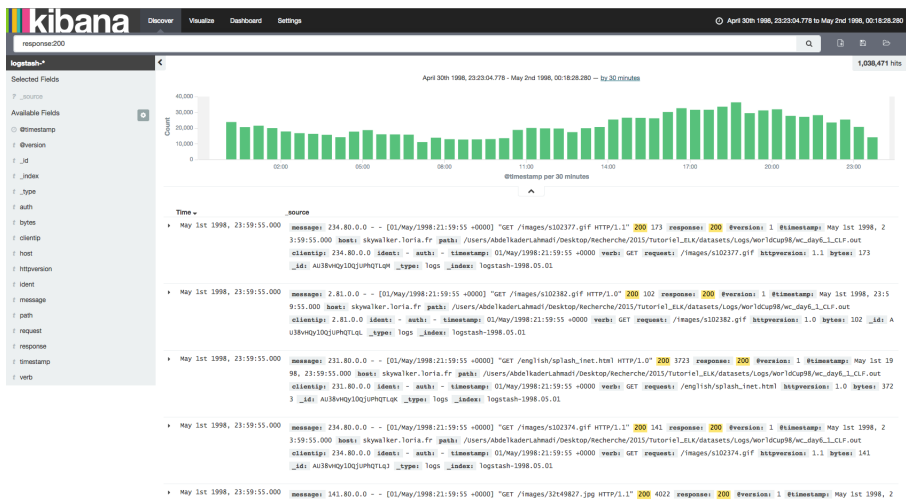 kibana
Discover Visualize Dashboard Settings
April 30th 1998, 23:23:04.778 to May 2nd 1998, 00:18:28.280
response:200
logstash-*
1,038,471 hits
Selected Fields
? _source
Available Fields
@timestamp
t @version
t _id
t _index
t _type
t auth
t bytes
t clientip
t host
t httpversion
t ident
t message
t path
t request
t response
t timestamp
t verb
April 30th 1998, 23:23:04.778 - May 2nd 1998, 00:18:28.280 — by 30 minutes
Count
40,000
30,000
20,000
10,000
0
02:00 05:00 08:00 11:00 14:00 17:00 20:00 23:00
@timestamp per 30 minutes
Time _source
May 1st 1998, 23:59:55.000 message: 234.80.0.0 - - [01/May/1998:21:59:55 +0000] "GET /images/s102377.gif HTTP/1.1" 200 173 response: 200 @version: 1 @timestamp: May 1st 1998, 2
3:59:55.000 host: skywalker.loria.fr path: /Users/AbdelkaderLahmadi/Desktop/Recherche/2015/Tutoriel_ELK/datasets/Logs/WorldCup98/wc_day6_1_CLF.out
clientip: 234.80.0.0 ident: - auth: - timestamp: 01/May/1998:21:59:55 +0000 verb: GET request: /images/s102377.gif httpversion: 1.1 bytes: 173
_id: AU38vHQylOQjUPhQTLqM _type: logs _index: logstash-1998.05.01
May 1st 1998, 23:59:55.000 message: 2.81.0.0 - - [01/May/1998:21:59:55 +0000] "GET /images/s102382.gif HTTP/1.0" 200 102 response: 200 @version: 1 @timestamp: May 1st 1998, 23:5
9:55.000 host: skywalker.loria.fr path: /Users/AbdelkaderLahmadi/Desktop/Recherche/2015/Tutoriel_ELK/datasets/Logs/WorldCup98/wc_day6_1_CLF.out
clientip: 2.81.0.0 ident: - auth: - timestamp: 01/May/1998:21:59:55 +0000 verb: GET request: /images/s102382.gif httpversion: 1.0 bytes: 102 _id: A
U38vHQylOQjUPhQTLqL _type: logs _index: logstash-1998.05.01
May 1st 1998, 23:59:55.000 message: 231.80.0.0 - - [01/May/1998:21:59:55 +0000] "GET /english/splash_inet.html HTTP/1.0" 200 3723 response: 200 @version: 1 @timestamp: May 1st 19
98, 23:59:55.000 host: skywalker.loria.fr path: /Users/AbdelkaderLahmadi/Desktop/Recherche/2015/Tutoriel_ELK/datasets/Logs/WorldCup98/wc_day6_1_CLF.out
clientip: 231.80.0.0 ident: - auth: - timestamp: 01/May/1998:21:59:55 +0000 verb: GET request: /english/splash_inet.html httpversion: 1.0 bytes: 372
3 _id: AU38vHQylOQjUPhQTLqK _type: logs _index: logstash-1998.05.01
May 1st 1998, 23:59:55.000 message: 234.80.0.0 - - [01/May/1998:21:59:55 +0000] "GET /images/s102374.gif HTTP/1.1" 200 141 response: 200 @version: 1 @timestamp: May 1st 1998, 2
3:59:55.000 host: skywalker.loria.fr path: /Users/AbdelkaderLahmadi/Desktop/Recherche/2015/Tutoriel_ELK/datasets/Logs/WorldCup98/wc_day6_1_CLF.out
clientip: 234.80.0.0 ident: - auth: - timestamp: 01/May/1998:21:59:55 +0000 verb: GET request: /images/s102374.gif httpversion: 1.1 bytes: 141
_id: AU38vHQylOQjUPhQTLqJ _type: logs _index: logstash-1998.05.01
May 1st 1998, 23:59:55.000 message: 141.80.0.0 - - [01/May/1998:21:59:55 +0000] "GET /images/32t49827.jpg HTTP/1.1" 200 4022 response: 200 @version: 1 @timestamp: May 1st 1998, 2